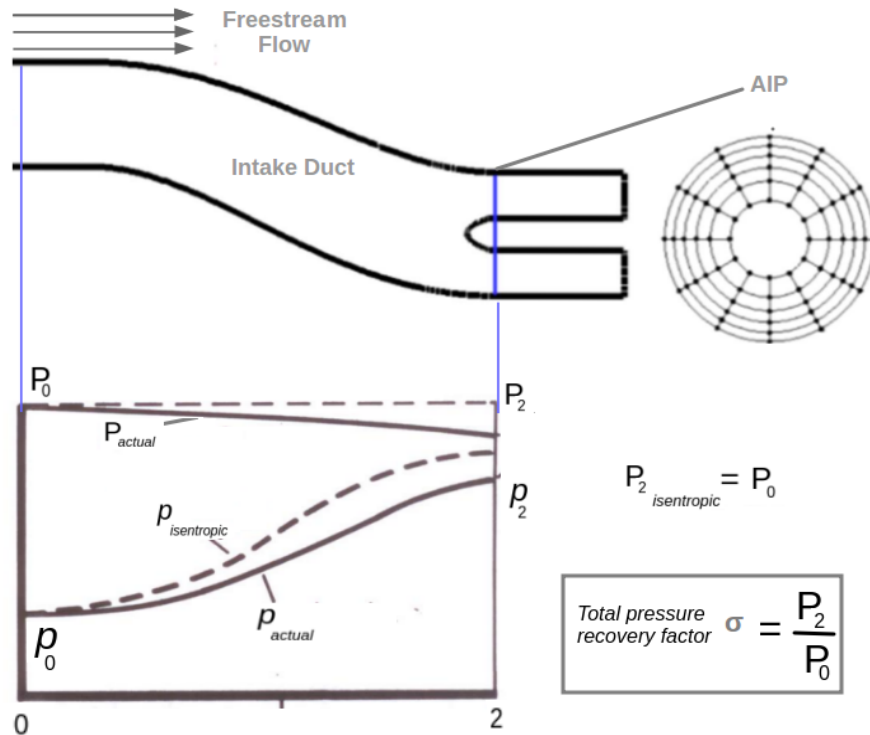 Freestream
Flow
AIP
Intake Duct
P0
P2
Pactual
pisentropic
p2
P2 isentropic = P0
pactual
p0
Total pressure
recovery factor σ = P2
P0
0
2